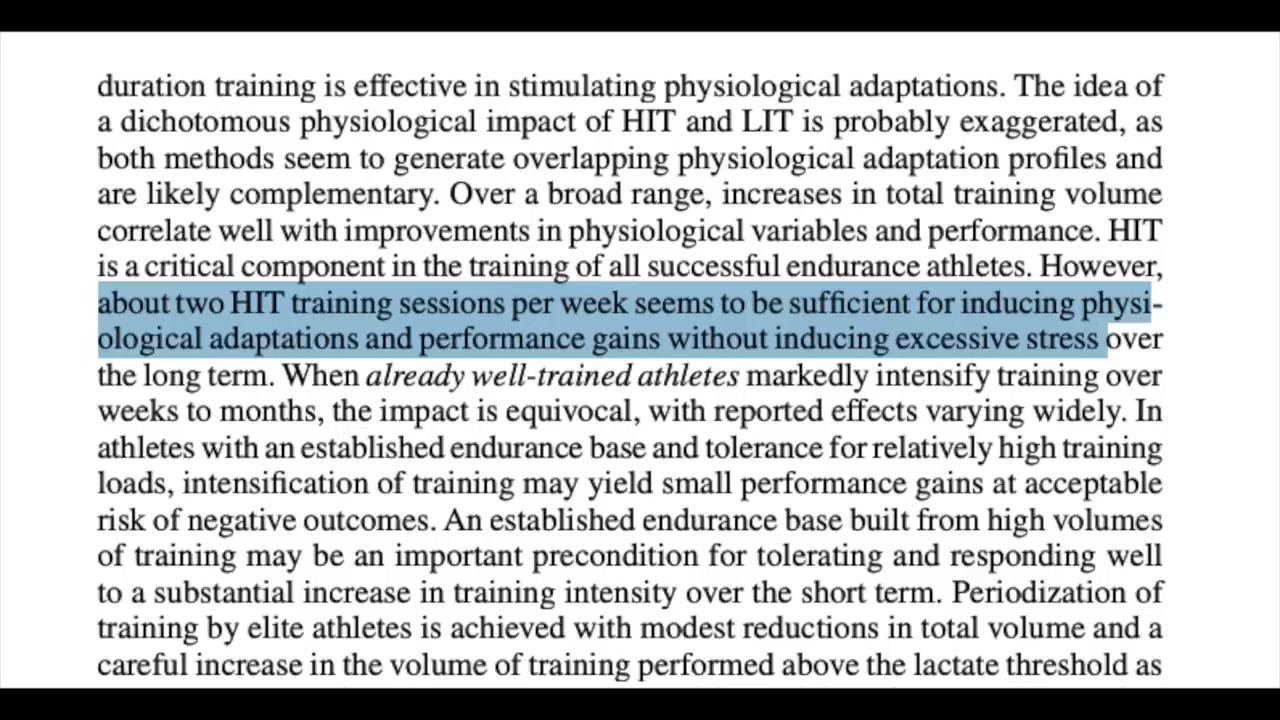 duration training is effective in stimulating physiological adaptations. The idea of
a dichotomous physiological impact of HIT and LIT is probably exaggerated, as
both methods seem to generate overlapping physiological adaptation profiles and
are likely complementary. Over a broad range, increases in total training volume
correlate well with improvements in physiological variables and performance. HIT
is a critical component in the training of all successful endurance athletes. However,
about two HIT training sessions per week seems to be sufficient for inducing physi-
ological adaptations and performance gains without inducing excessive stress over
the long term. When already well-trained athletes markedly intensify training over
weeks to months, the impact is equivocal, with reported effects varying widely. In
athletes with an established endurance base and tolerance for relatively high training
loads, intensification of training may yield small performance gains at acceptable
risk of negative outcomes. An established endurance base built from high volumes
of training may be an important precondition for tolerating and responding well
to a substantial increase in training intensity over the short term. Periodization of
training by elite athletes is achieved with modest reductions in total volume and a
careful increase in the volume of training performed above the lactate threshold as